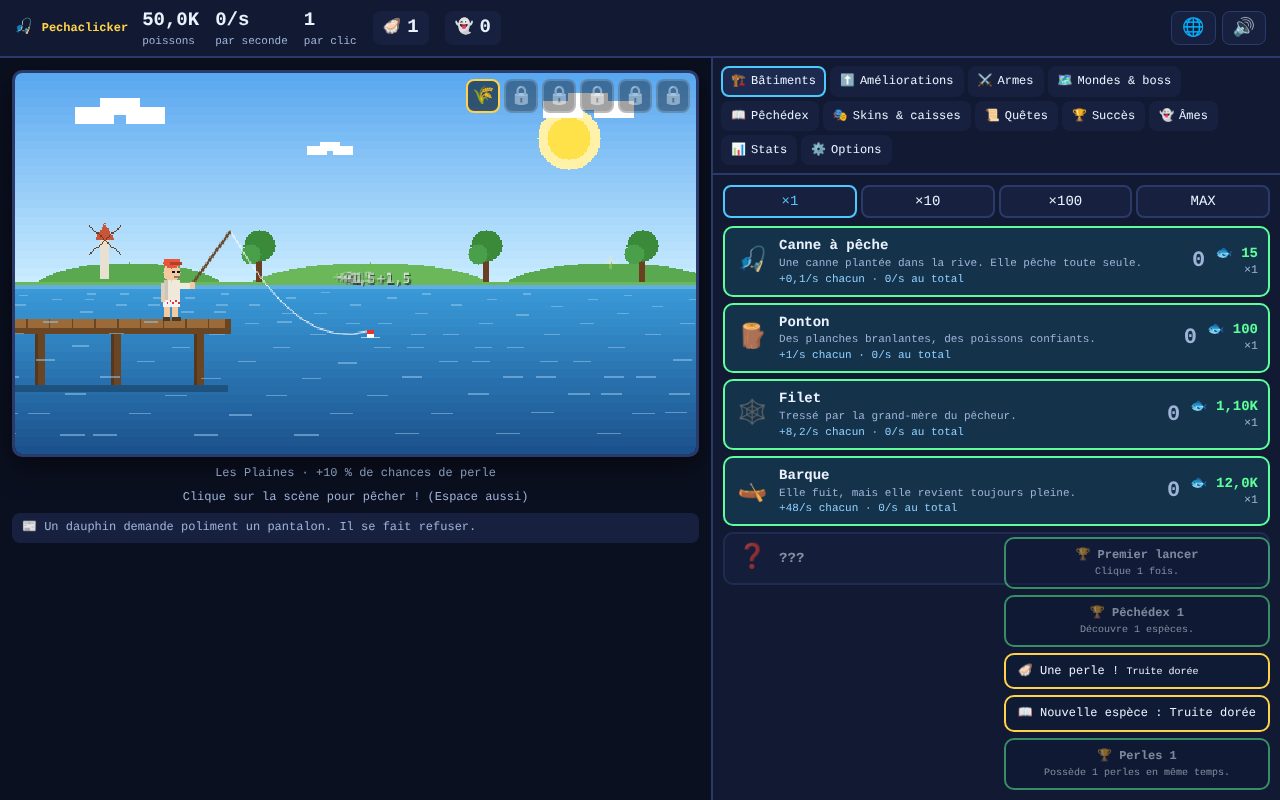 Pechaclicker
50,0K
poissons
0/s
par seconde
1
par clic
1
0
Bâtiments
Améliorations
Armes
Mondes & boss
Pêchédex
Skins & caisses
Quêtes
Succès
Âmes
Stats
Options
×1
×10
×100
MAX
Canne à pêche
Une canne plantée dans la rive. Elle pêche toute seule.
+0,1/s chacun · 0/s au total
0
15
×1
Ponton
Des planches branlantes, des poissons confiants.
+1/s chacun · 0/s au total
0
100
×1
Filet
Tressé par la grand-mère du pêcheur.
+8,2/s chacun · 0/s au total
0
1,10K
×1
Barque
Elle fuit, mais elle revient toujours pleine.
+48/s chacun · 0/s au total
0
12,0K
×1
???
Premier lancer
Clique 1 fois.
Pêchédex 1
Découvre 1 espèces.
Une perle ! Truite dorée
Nouvelle espèce : Truite dorée
Perles 1
Possède 1 perles en même temps.
+1,5
Les Plaines · +10 % de chances de perle
Clique sur la scène pour pêcher ! (Espace aussi)
Un dauphin demande poliment un pantalon. Il se fait refuser.